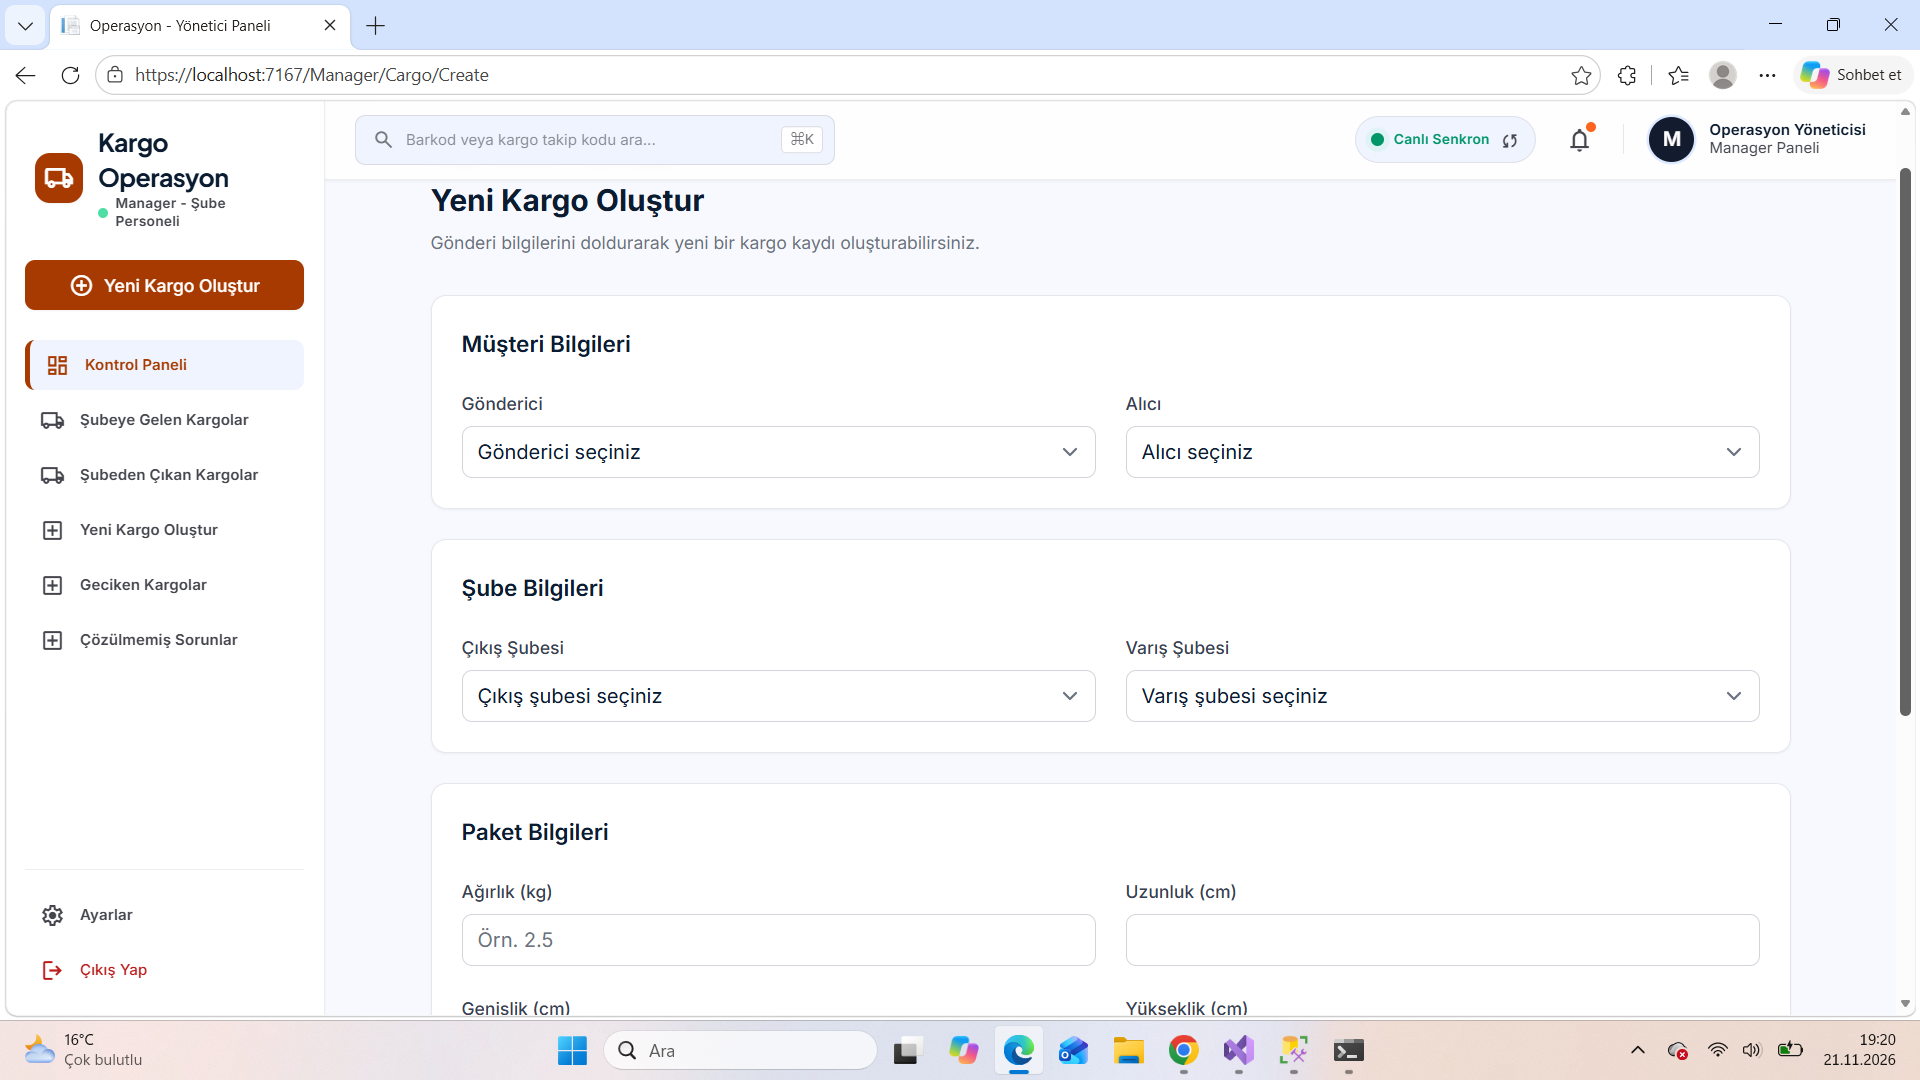 Operasyon - Yönetici Paneli
https://localhost:7167/Manager/Cargo/Create
Sohbet et
Kargo
Operasyon
Manager - Şube
Personeli
Yeni Kargo Oluştur
Kontrol Paneli
Şubeye Gelen Kargolar
Şubeden Çıkan Kargolar
Yeni Kargo Oluştur
Geciken Kargolar
Çözülmemiş Sorunlar
Ayarlar
Çıkış Yap
Barkod veya kargo takip kodu ara...
⌘K
Canlı Senkron
M
Operasyon Yöneticisi
Manager Paneli
Yeni Kargo Oluştur
Gönderi bilgilerini doldurarak yeni bir kargo kaydı oluşturabilirsiniz.
Müşteri Bilgileri
Gönderici
Alıcı
Gönderici seçiniz
Alıcı seçiniz
Şube Bilgileri
Çıkış Şubesi
Varış Şubesi
Çıkış şubesi seçiniz
Varış şubesi seçiniz
Paket Bilgileri
Ağırlık (kg)
Uzunluk (cm)
Örn. 2.5
Genişlik (cm)
Yükseklik (cm)
16°C
Çok bulutlu
Ara
19:20
21.11.2026